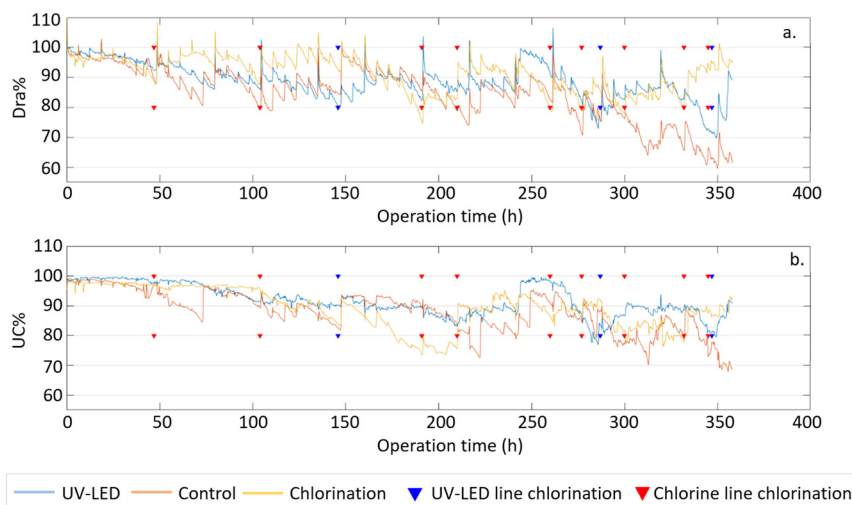 110
a.
100
90
80
70
60
Dra%
0 50 100 150 200 250 300 350 400
Operation time (h)
110
b.
100
90
80
70
60
UC%
0 50 100 150 200 250 300 350 400
Operation time (h)
UV-LED Control Chlorination UV-LED line chlorination Chlorine line chlorination